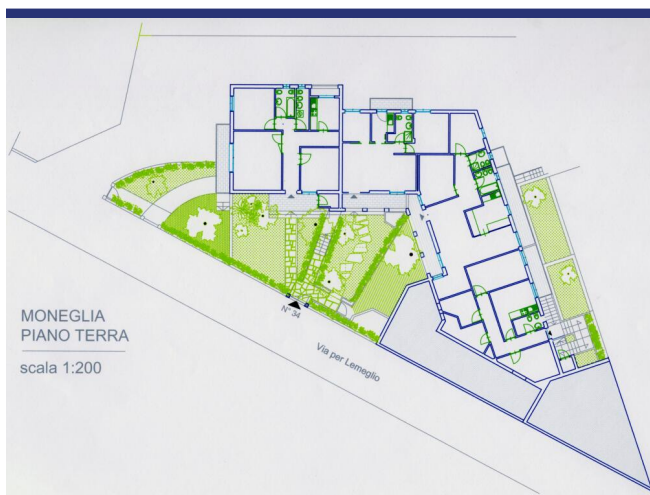 MONEGLIA
PIANO TERRA
scala 1:200
N° 34
Via per Lemeglio